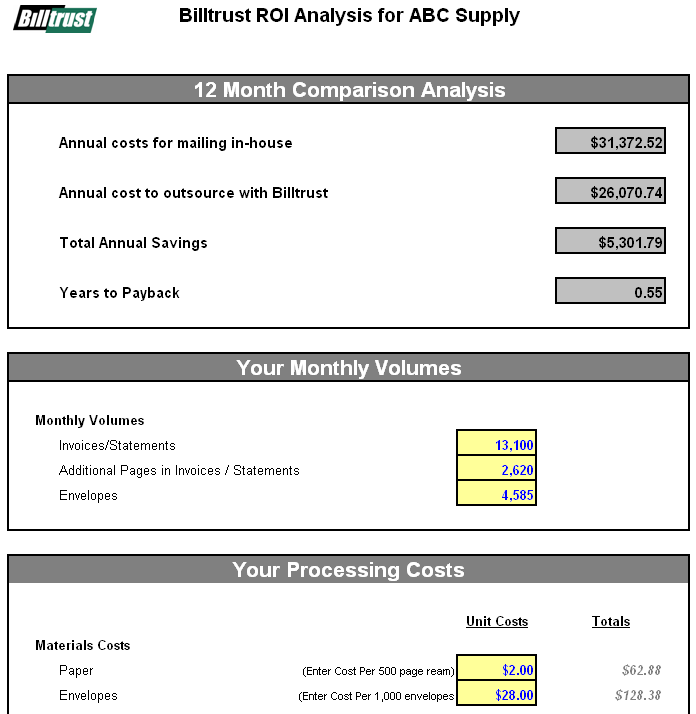 Billtrust
Billtrust ROI Analysis for ABC Supply
12 Month Comparison Analysis
Annual costs for mailing in-house $31,372.52
Annual cost to outsource with Billtrust $26,070.74
Total Annual Savings $5,301.79
Years to Payback 0.55
Your Monthly Volumes
Monthly Volumes
Invoices/Statements 13,100
Additional Pages in Invoices / Statements 2,620
Envelopes 4,585
Your Processing Costs
Unit Costs Totals
Materials Costs
Paper (Enter Cost Per 500 page ream) $2.00 $62.88
Envelopes (Enter Cost Per 1,000 envelopes $28.00 $128.38